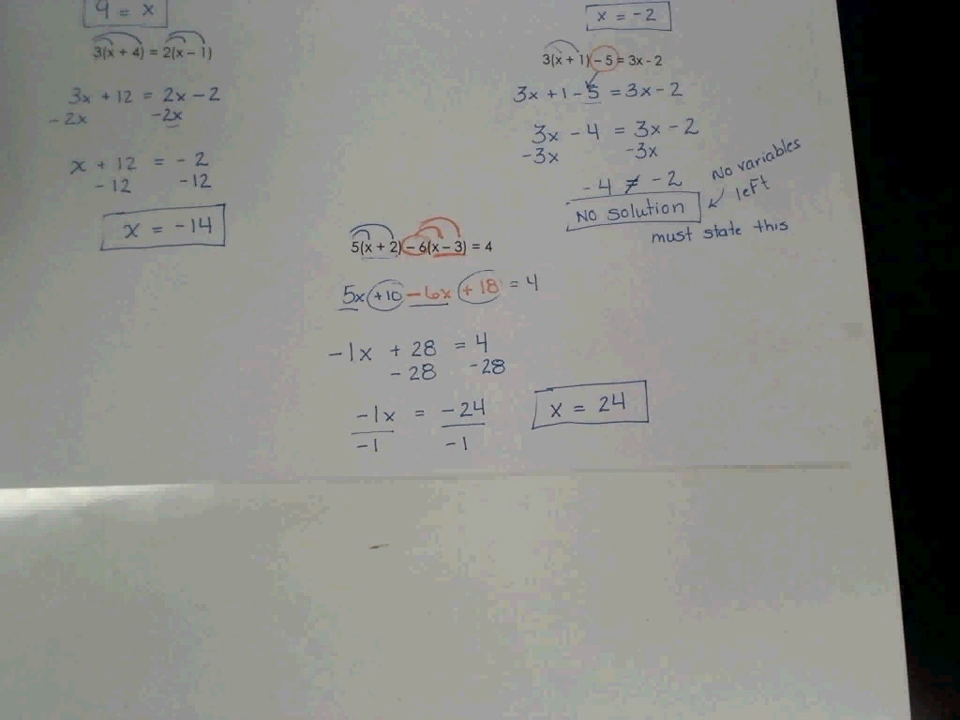 9 = x
3(x + 4) = 2(x – 1)
3x + 12 = 2x - 2
- 2x -2x
x + 12 = - 2
- 12 -12
x = -14
5(x + 2) – 6(x – 3) = 4
5x +10 - 6x + 18 = 4
-1x + 28 = 4
- 28 -28
-1x = -24
-1 -1
x = 24
x = -2
3(x + 1) – 5 = 3x - 2
3x + 1 - 5 = 3x - 2
3x - 4 = 3x - 2
-3x -3x
-4 ≠ -2
No solution
No variables
left
must state this